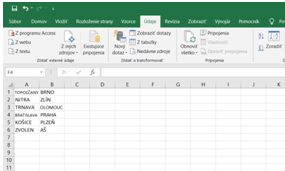 Súbor Domov Vložiť Rozloženie strany Vzorce Údaje Revízia Zobraziť Vývojár Pomocník
Z programu Access
Z webu
Z textu
Z iných zdrojov
Existujúce pripojenia
Nový dotaz
Zobraziť dotazy
Z tabuľky
Nedávne zdroje
Obnoviť všetko
Pripojenia
Vlastnosti
Zoradiť
Získať externé údaje
Získať a transformovať
Pripojenia
F4 fx
A B C D E F G H I J K
1 TOPOĽČANY BRNO
2 NITRA ZLÍN
3 TRNAVA OLOMOUC
4 BRATISLAVA PRAHA
5 KOŠICE PLZEŇ
6 ZVOLEN AŠ
7
8
9
10
11